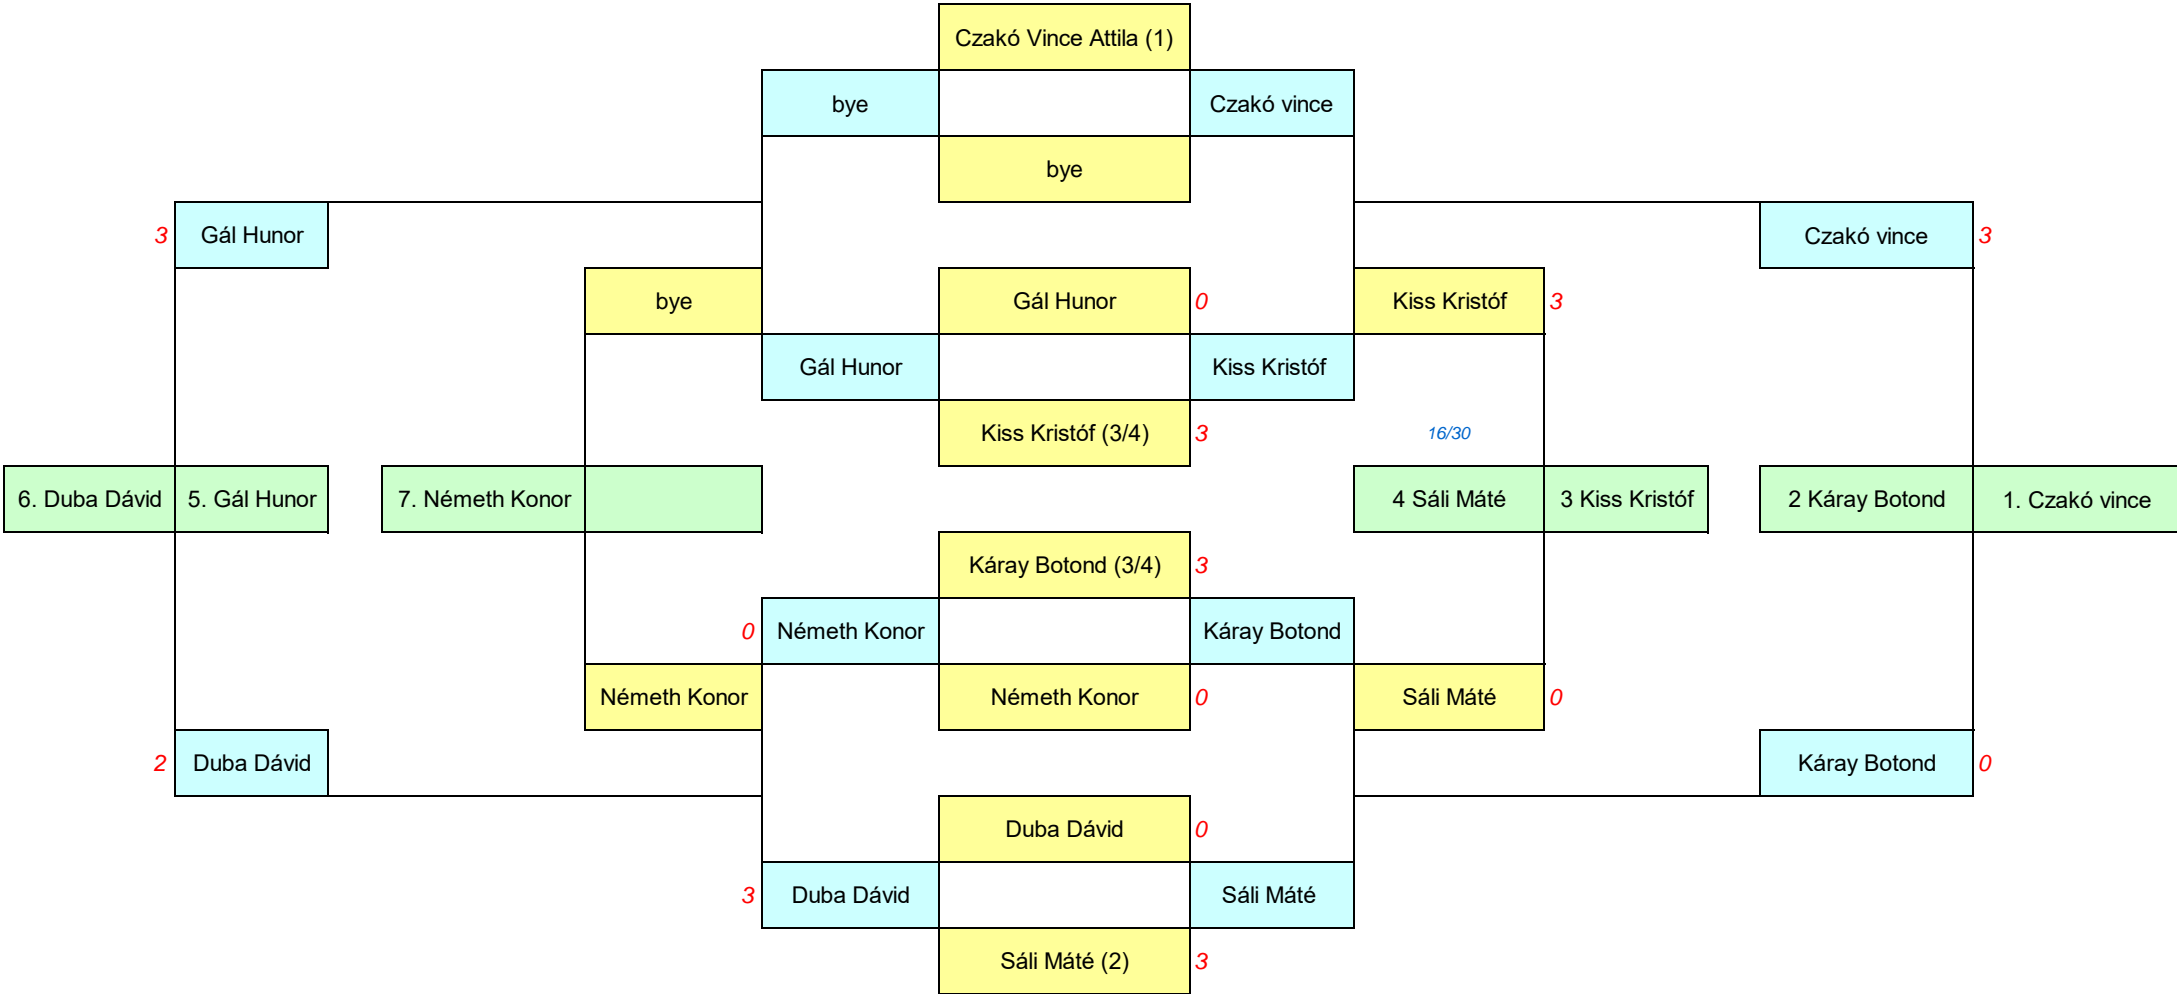 Czakó Vince Attila (1)
bye
Czakó vince
bye
3
Gál Hunor
Czakó vince
3
bye
Gál Hunor
0
Kiss Kristóf
3
Gál Hunor
Kiss Kristóf
Kiss Kristóf (3/4)
3
16/30
6. Duba Dávid
5. Gál Hunor
7. Németh Konor
4 Sáli Máté
3 Kiss Kristóf
2 Káray Botond
1. Czakó vince
Káray Botond (3/4)
3
0
Németh Konor
Káray Botond
Németh Konor
Németh Konor
0
Sáli Máté
0
2
Duba Dávid
Káray Botond
0
Duba Dávid
0
3
Duba Dávid
Sáli Máté
Sáli Máté (2)
3